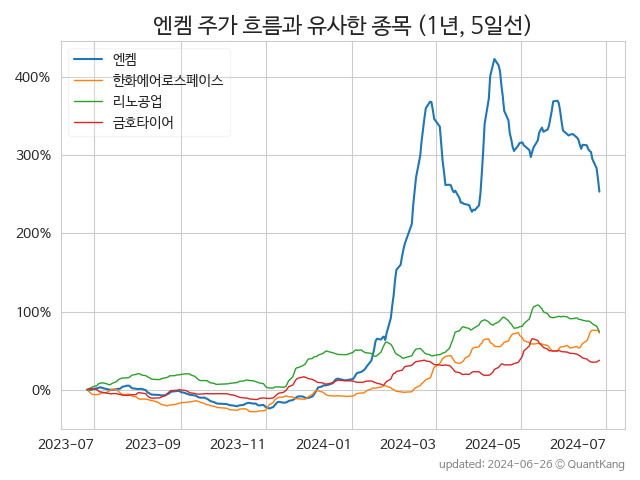 엔켐 주가 흐름과 유사한 종목 (1년, 5일선)
엔켐
한화에어로스페이스
리노공업
금호타이어
400%
300%
200%
100%
0%
2023-07 2023-09 2023-11 2024-01 2024-03 2024-05 2024-07
updated: 2024-06-26 © QuantKang